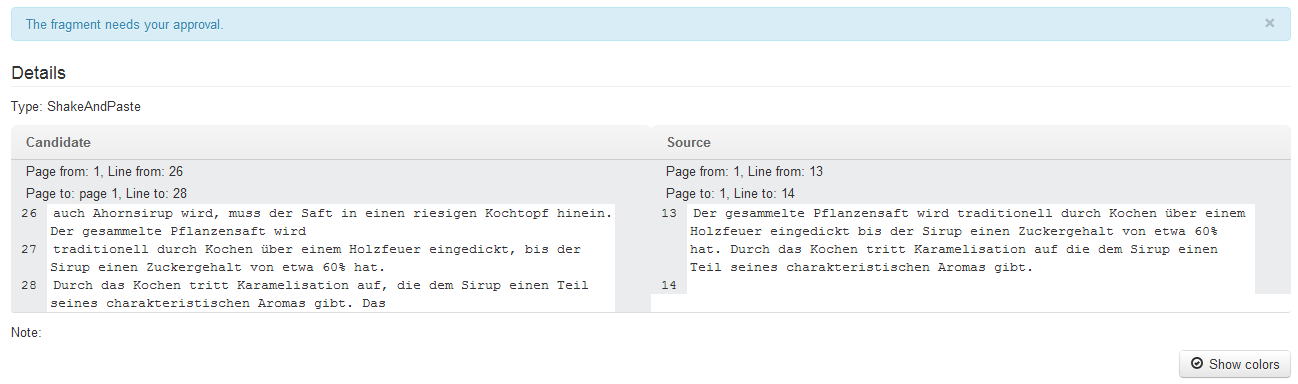 The fragment needs your approval.
×
Details
Type: ShakeAndPaste
Candidate
Page from: 1, Line from: 26
Page to: page 1, Line to: 28
26 auch Ahornsirup wird, muss der Saft in einen riesigen Kochtopf hinein.
Der gesammelte Pflanzensaft wird
27 traditionell durch Kochen über einem Holzfeuer eingedickt, bis der
Sirup einen Zuckergehalt von etwa 60% hat.
28 Durch das Kochen tritt Karamelisation auf, die dem Sirup einen Teil
seines charakteristischen Aromas gibt. Das
Source
Page from: 1, Line from: 13
Page to: 1, Line to: 14
13 Der gesammelte Pflanzensaft wird traditionell durch Kochen über einem
Holzfeuer eingedickt bis der Sirup einen Zuckergehalt von etwa 60%
hat. Durch das Kochen tritt Karamelisation auf die dem Sirup einen
Teil seines charakteristischen Aromas gibt.
14
Note:
Show colors